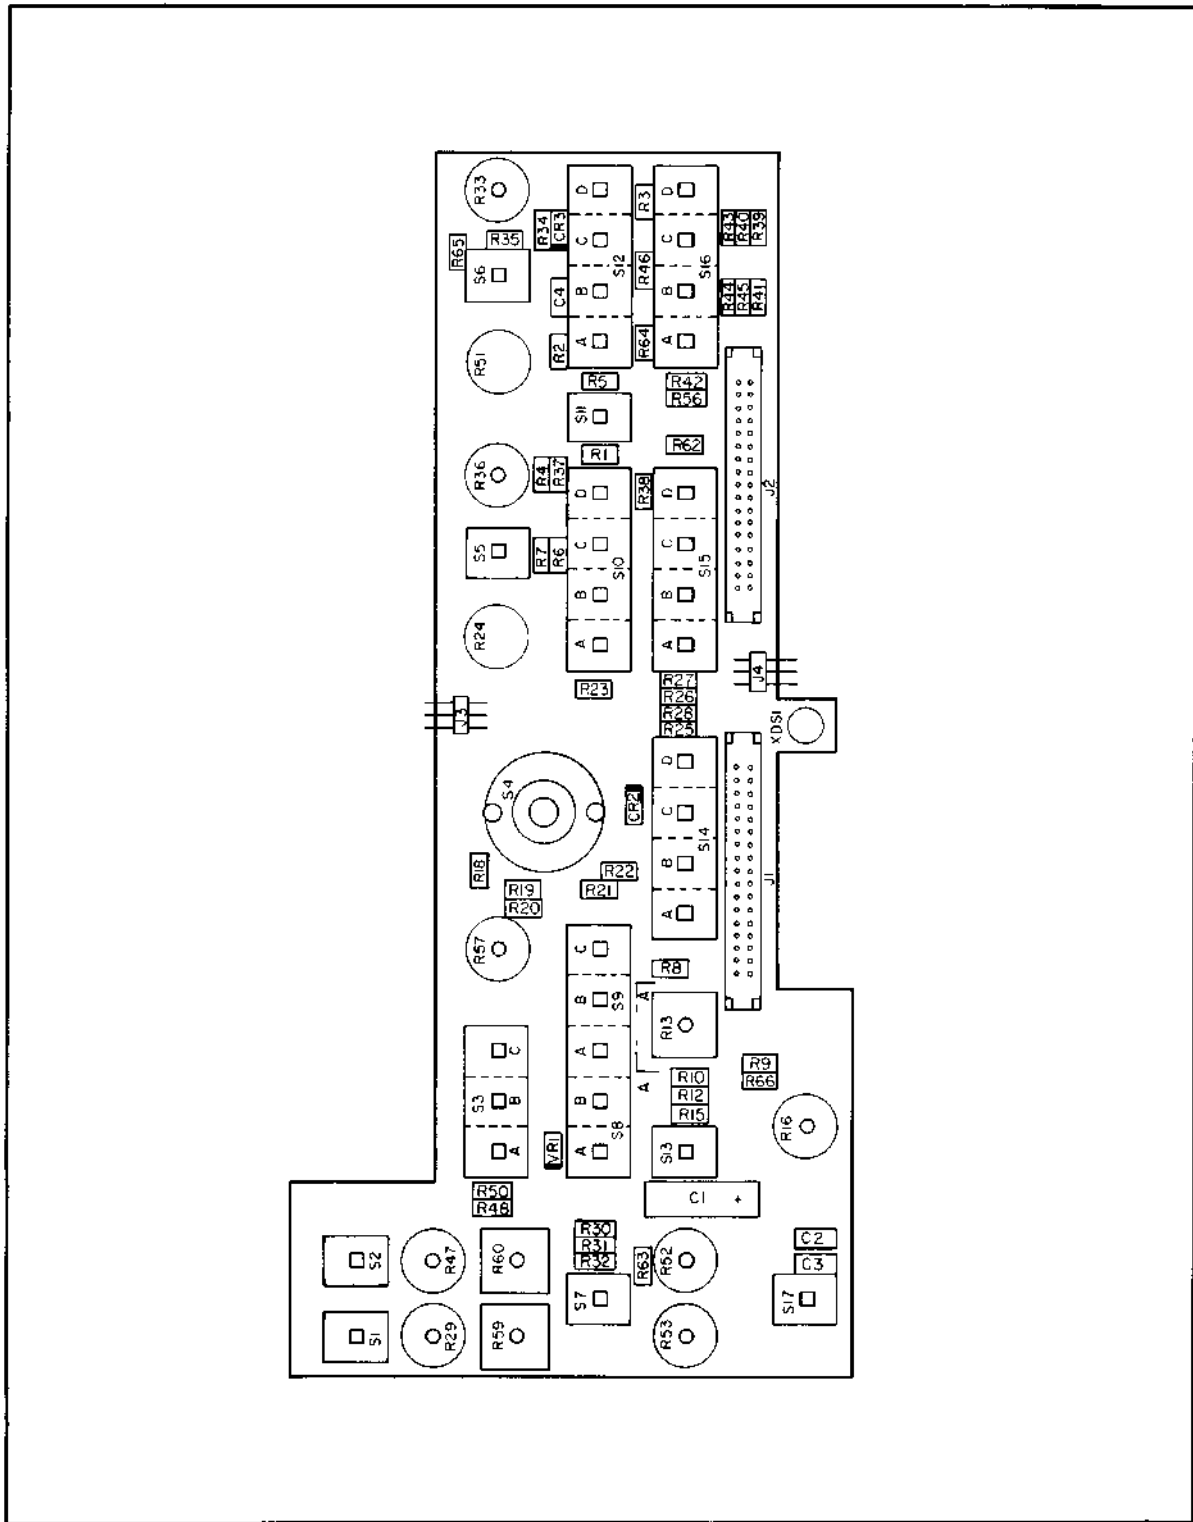 R33
D
R3
D
R65
R35
R34
CR3
C
S12
R46
C
S16
R43
R40
R39
S6
C4
B
B
R44
R45
R41
R51
R2
A
R64
A
R5
R42
R56
S11
R1
R62
R36
R4
R37
D
R38
D
J2
S5
R7
R6
C
S10
C
S15
B
B
R24
A
A
J4
R23
R27
R26
R28
R25
J3
XDS1
S4
D
CR2
C
S14
R18
R22
B
J1
R19
R21
R20
A
R57
C
R8
B
S9
A
R13
C
A
A
R10
R9
R66
S3
B
B
R12
R15
R16
S8
A
VR1
A
S13
R50
R48
C1 +
S2
R47
R60
R30
R31
R32
R63
R52
C2
C3
S7
S17
S1
R29
R59
R53